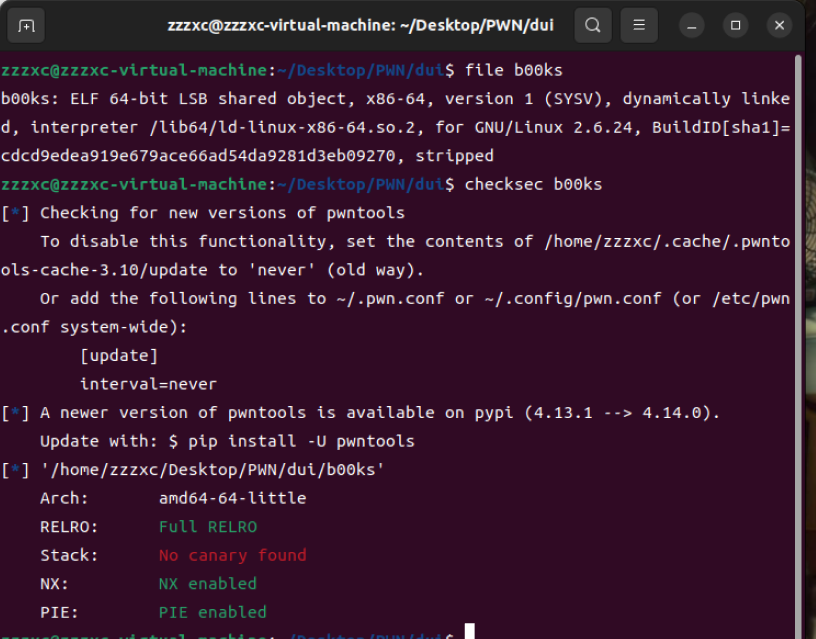 zzzxc@zzzxc-virtual-machine: ~/Desktop/PWN/dui
zzzxc@zzzxc-virtual-machine:~/Desktop/PWN/dui$ file b00ks
b00ks: ELF 64-bit LSB shared object, x86-64, version 1 (SYSV), dynamically linke
d, interpreter /lib64/ld-linux-x86-64.so.2, for GNU/Linux 2.6.24, BuildID[sha1]=
cdcd9edea919e679ace66ad54da9281d3eb09270, stripped
zzzxc@zzzxc-virtual-machine:~/Desktop/PWN/dui$ checksec b00ks
[*] Checking for new versions of pwntools
    To disable this functionality, set the contents of /home/zzzxc/.cache/.pwnto
ols-cache-3.10/update to 'never' (old way).
    Or add the following lines to ~/.pwn.conf or ~/.config/pwn.conf (or /etc/pwn
.conf system-wide):
        [update]
        interval=never
[*] A newer version of pwntools is available on pypi (4.13.1 --> 4.14.0).
    Update with: $ pip install -U pwntools
[*] '/home/zzzxc/Desktop/PWN/dui/b00ks'
    Arch:       amd64-64-little
    RELRO:      Full RELRO
    Stack:      No canary found
    NX:         NX enabled
    PIE:        PIE enabled